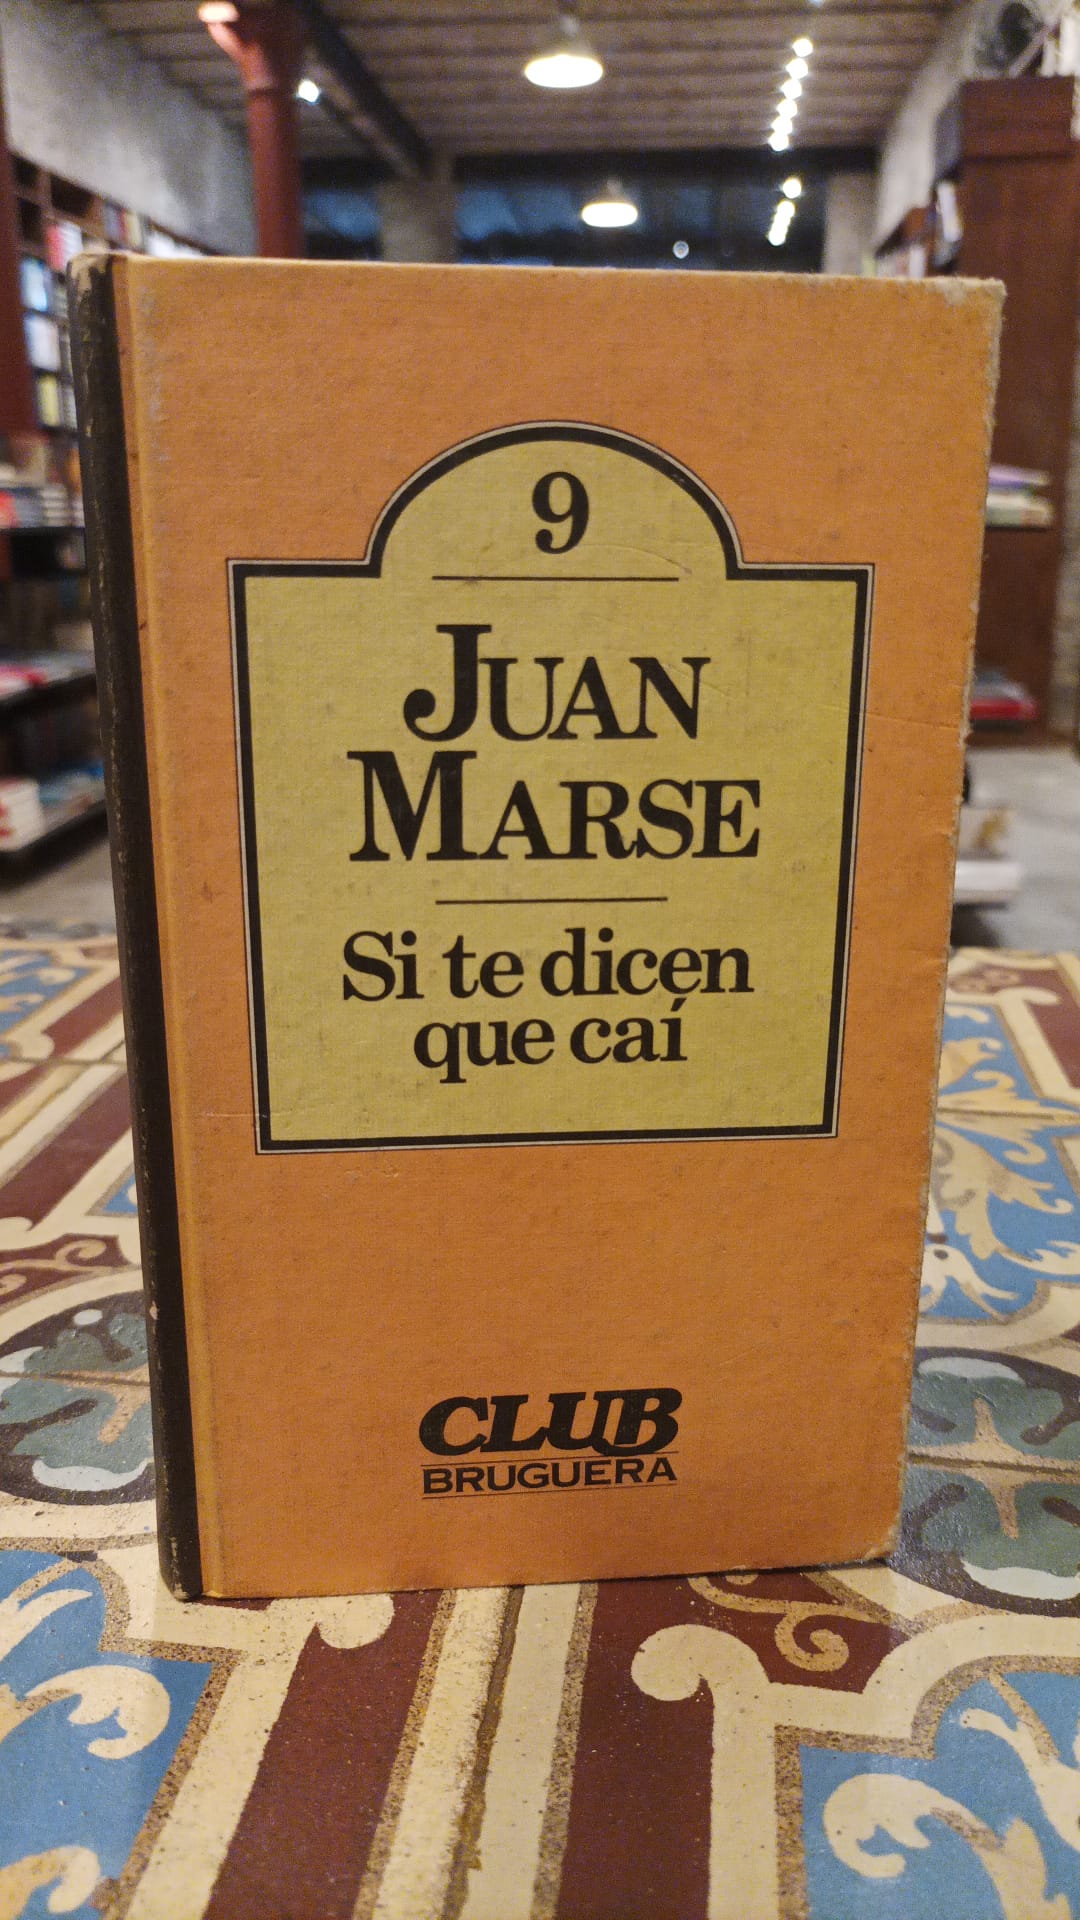 9
JUAN
MARSE
Si te dicen
que caí
CLUB
BRUGUERA